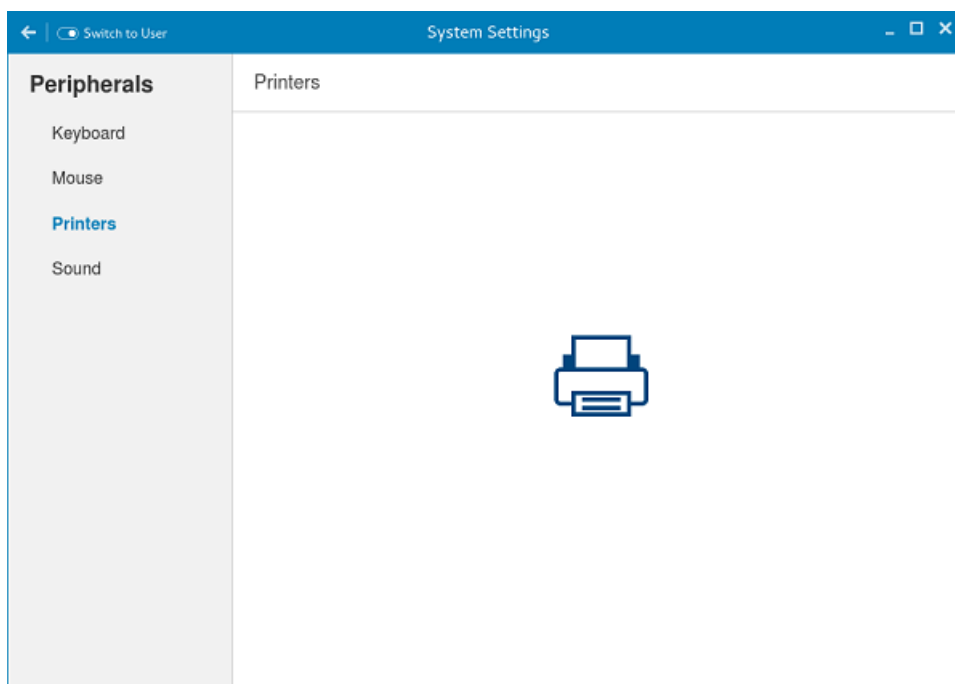 Switch to User
System Settings
Peripherals
Keyboard
Mouse
Printers
Sound
Printers